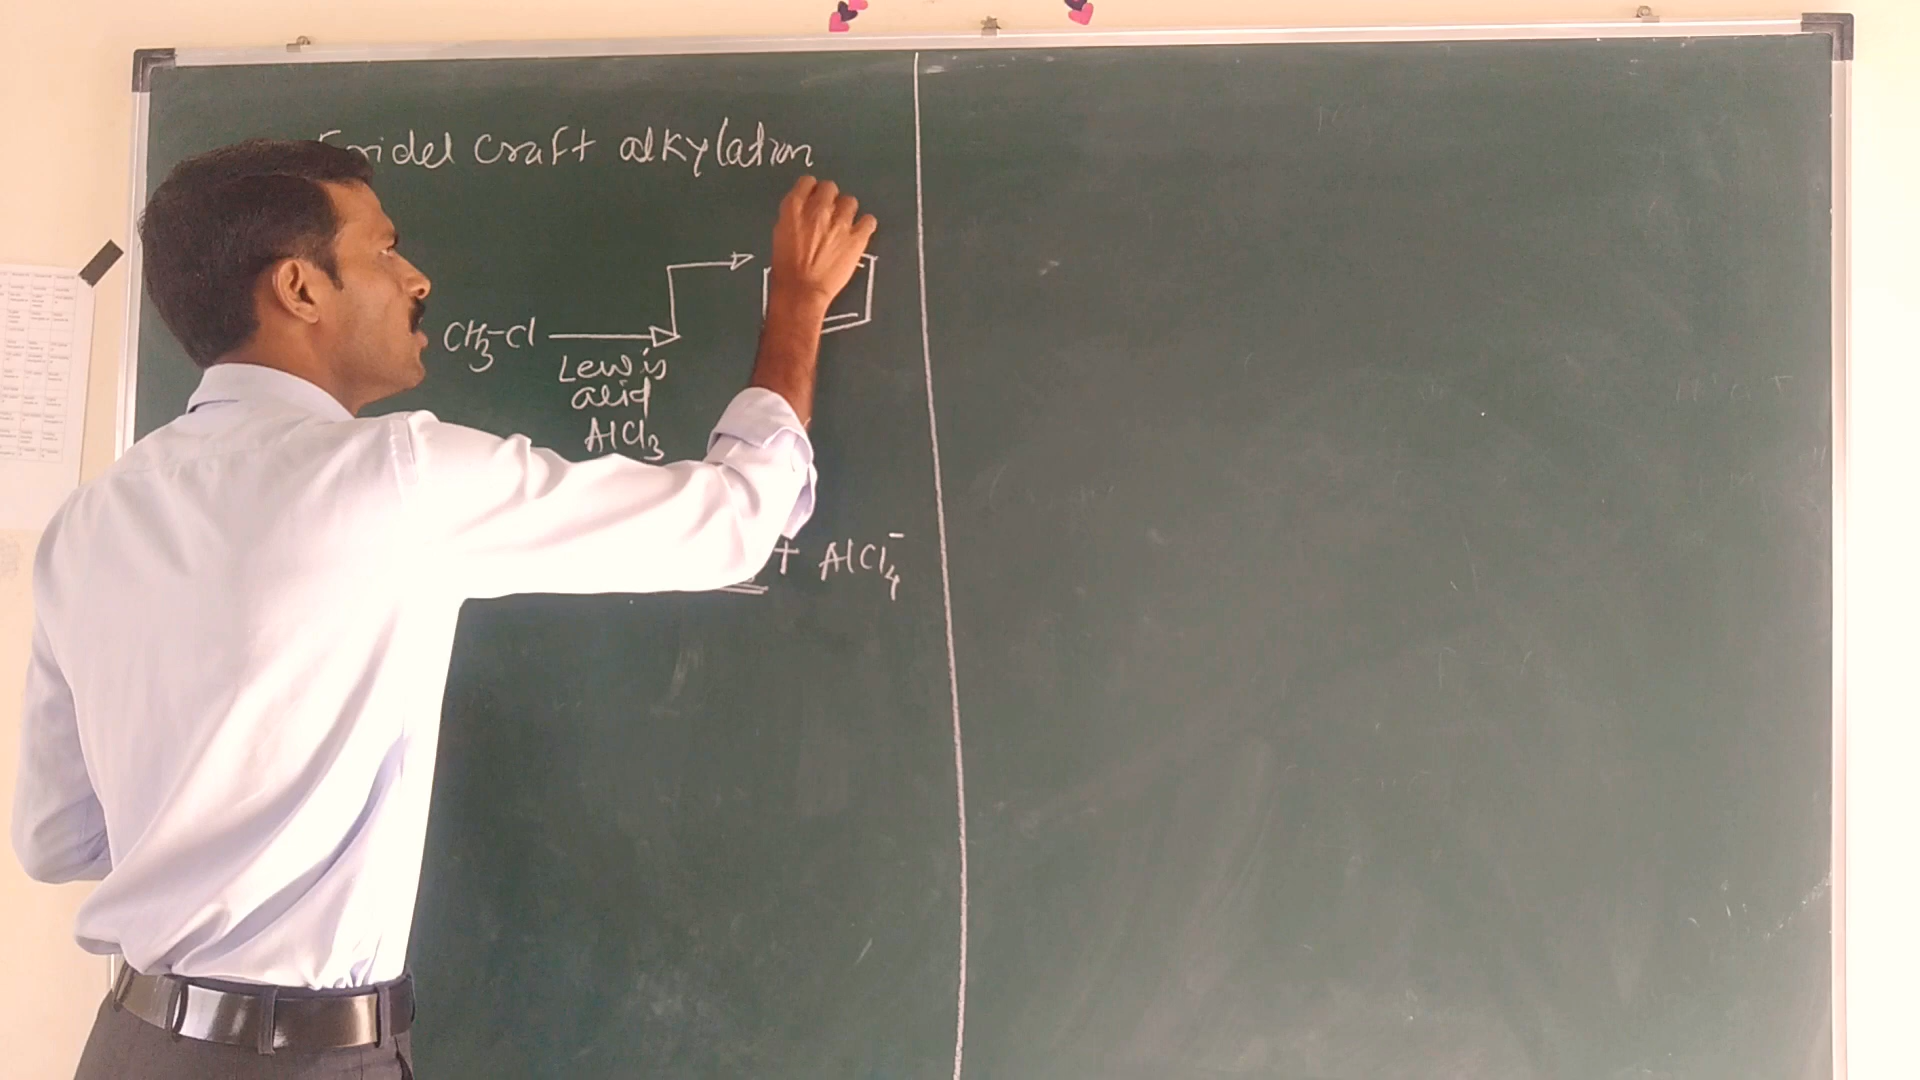 Fridel Craft alkylation
CH3-Cl
Lewis
acid
AlCl3
+ AlCl4-